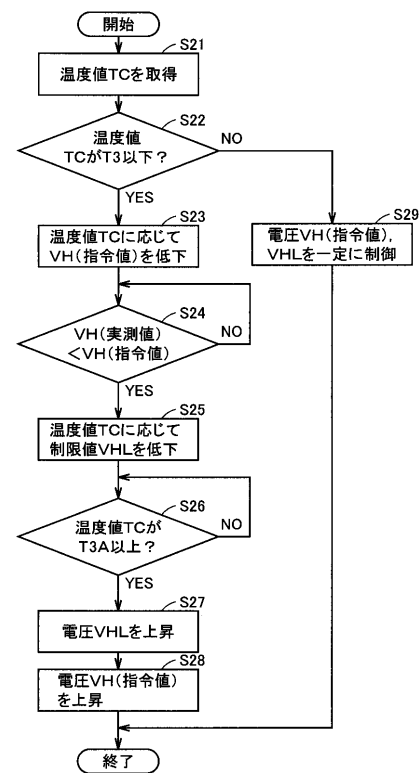 開始
S21
温度値TCを取得
S22
温度値
TCがT3以下？
NO
YES
S23
温度値TCに応じて
VH(指令値)を低下
S29
電圧VH(指令値),
VHLを一定に制御
S24
VH(実測値)
＜VH(指令値)
NO
YES
S25
温度値TCに応じて
制限値VHLを低下
S26
温度値TCが
T3A以上？
NO
YES
S27
電圧VHLを上昇
S28
電圧VH(指令値)
を上昇
終了